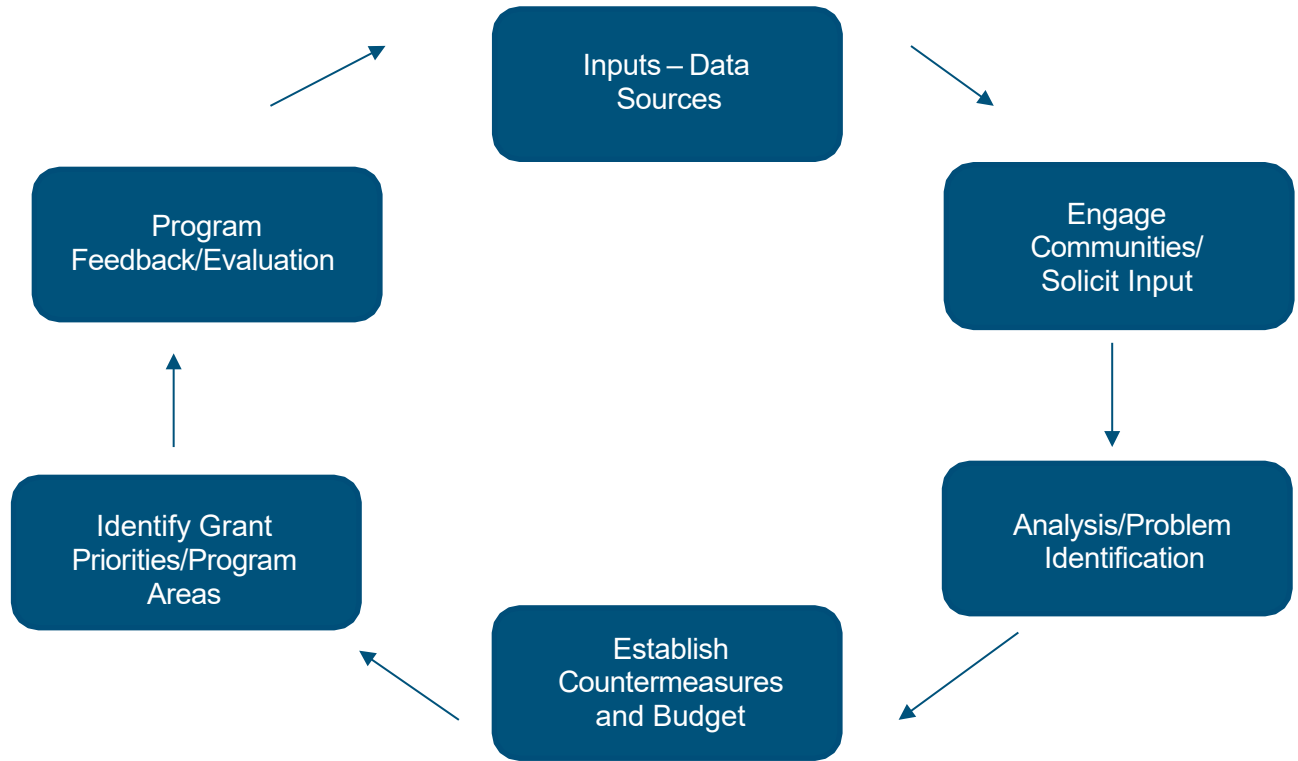 Inputs – Data
Sources
Engage
Communities/
Solicit Input
Analysis/Problem
Identification
Establish
Countermeasures
and Budget
Identify Grant
Priorities/Program
Areas
Program
Feedback/Evaluation